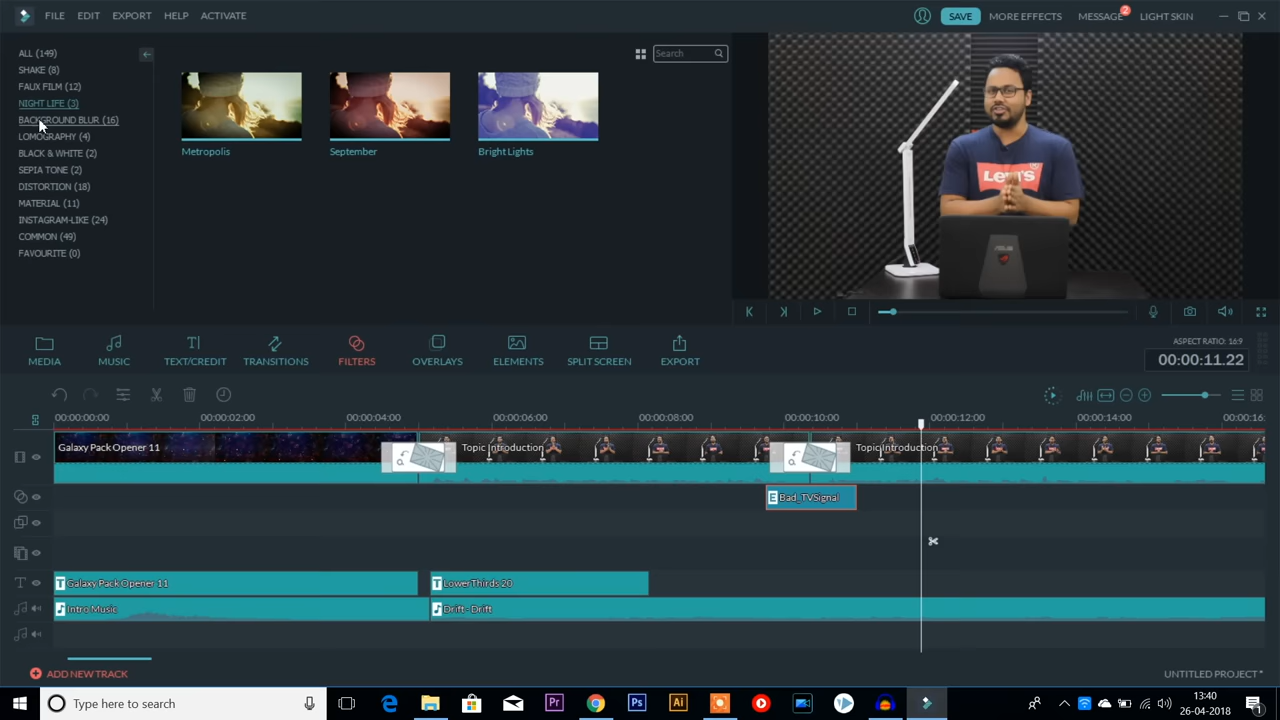 FILE EDIT EXPORT HELP ACTIVATE
SAVE MORE EFFECTS MESSAGE 2 LIGHT SKIN
ALL (149)
SHAKE (8)
FAUX FILM (12)
NIGHT LIFE (3)
BACKGROUND BLUR (16)
LOMOGRAPHY (4)
BLACK & WHITE (2)
SEPIA TONE (2)
DISTORTION (18)
MATERIAL (11)
INSTAGRAM-LIKE (24)
COMMON (49)
FAVOURITE (0)
Search
Metropolis September Bright Lights
Levi's
MEDIA MUSIC TEXT/CREDIT TRANSITIONS FILTERS OVERLAYS ELEMENTS SPLIT SCREEN EXPORT
ASPECT RATIO: 16:9
00:00:11.22
00:00:00:00 00:00:02:00 00:00:04:00 00:00:06:00 00:00:08:00 00:00:10:00 00:00:12:00 00:00:14:00 00:00:16:
Galaxy Pack Opener 11 Topic Introduction Topic Introduction
E Bad_TVSignal
T Galaxy Pack Opener 11 T LowerThirds 20
Intro Music Drift - Drift
ADD NEW TRACK
UNTITLED PROJECT *
Type here to search
Pr Ps Ai
13:40
26-04-2018
1